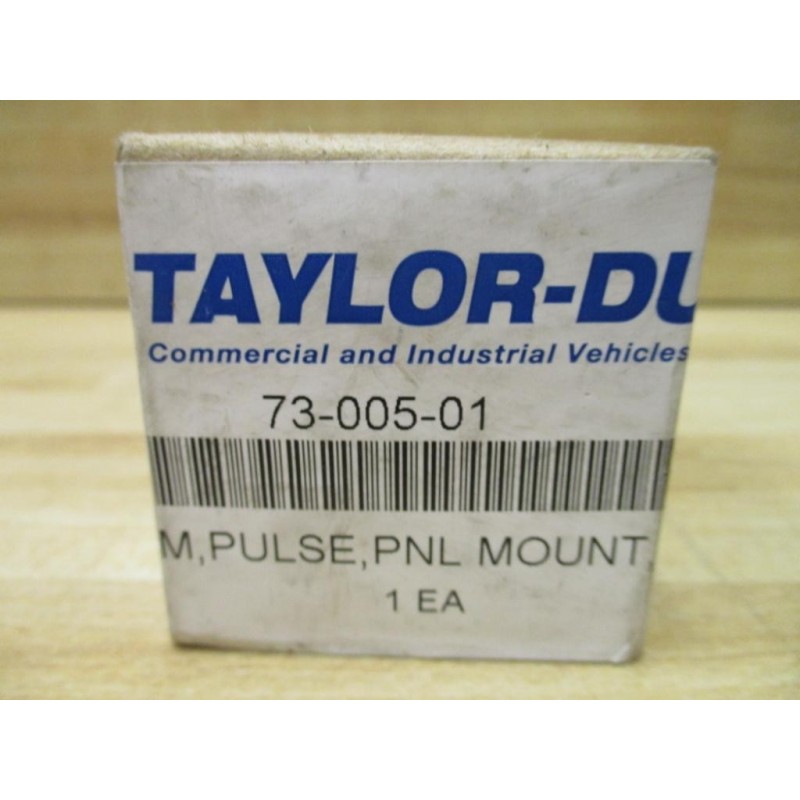 TAYLOR-DU
Commercial and Industrial Vehicles
73-005-01
M,PULSE,PNL MOUNT,
1 EA